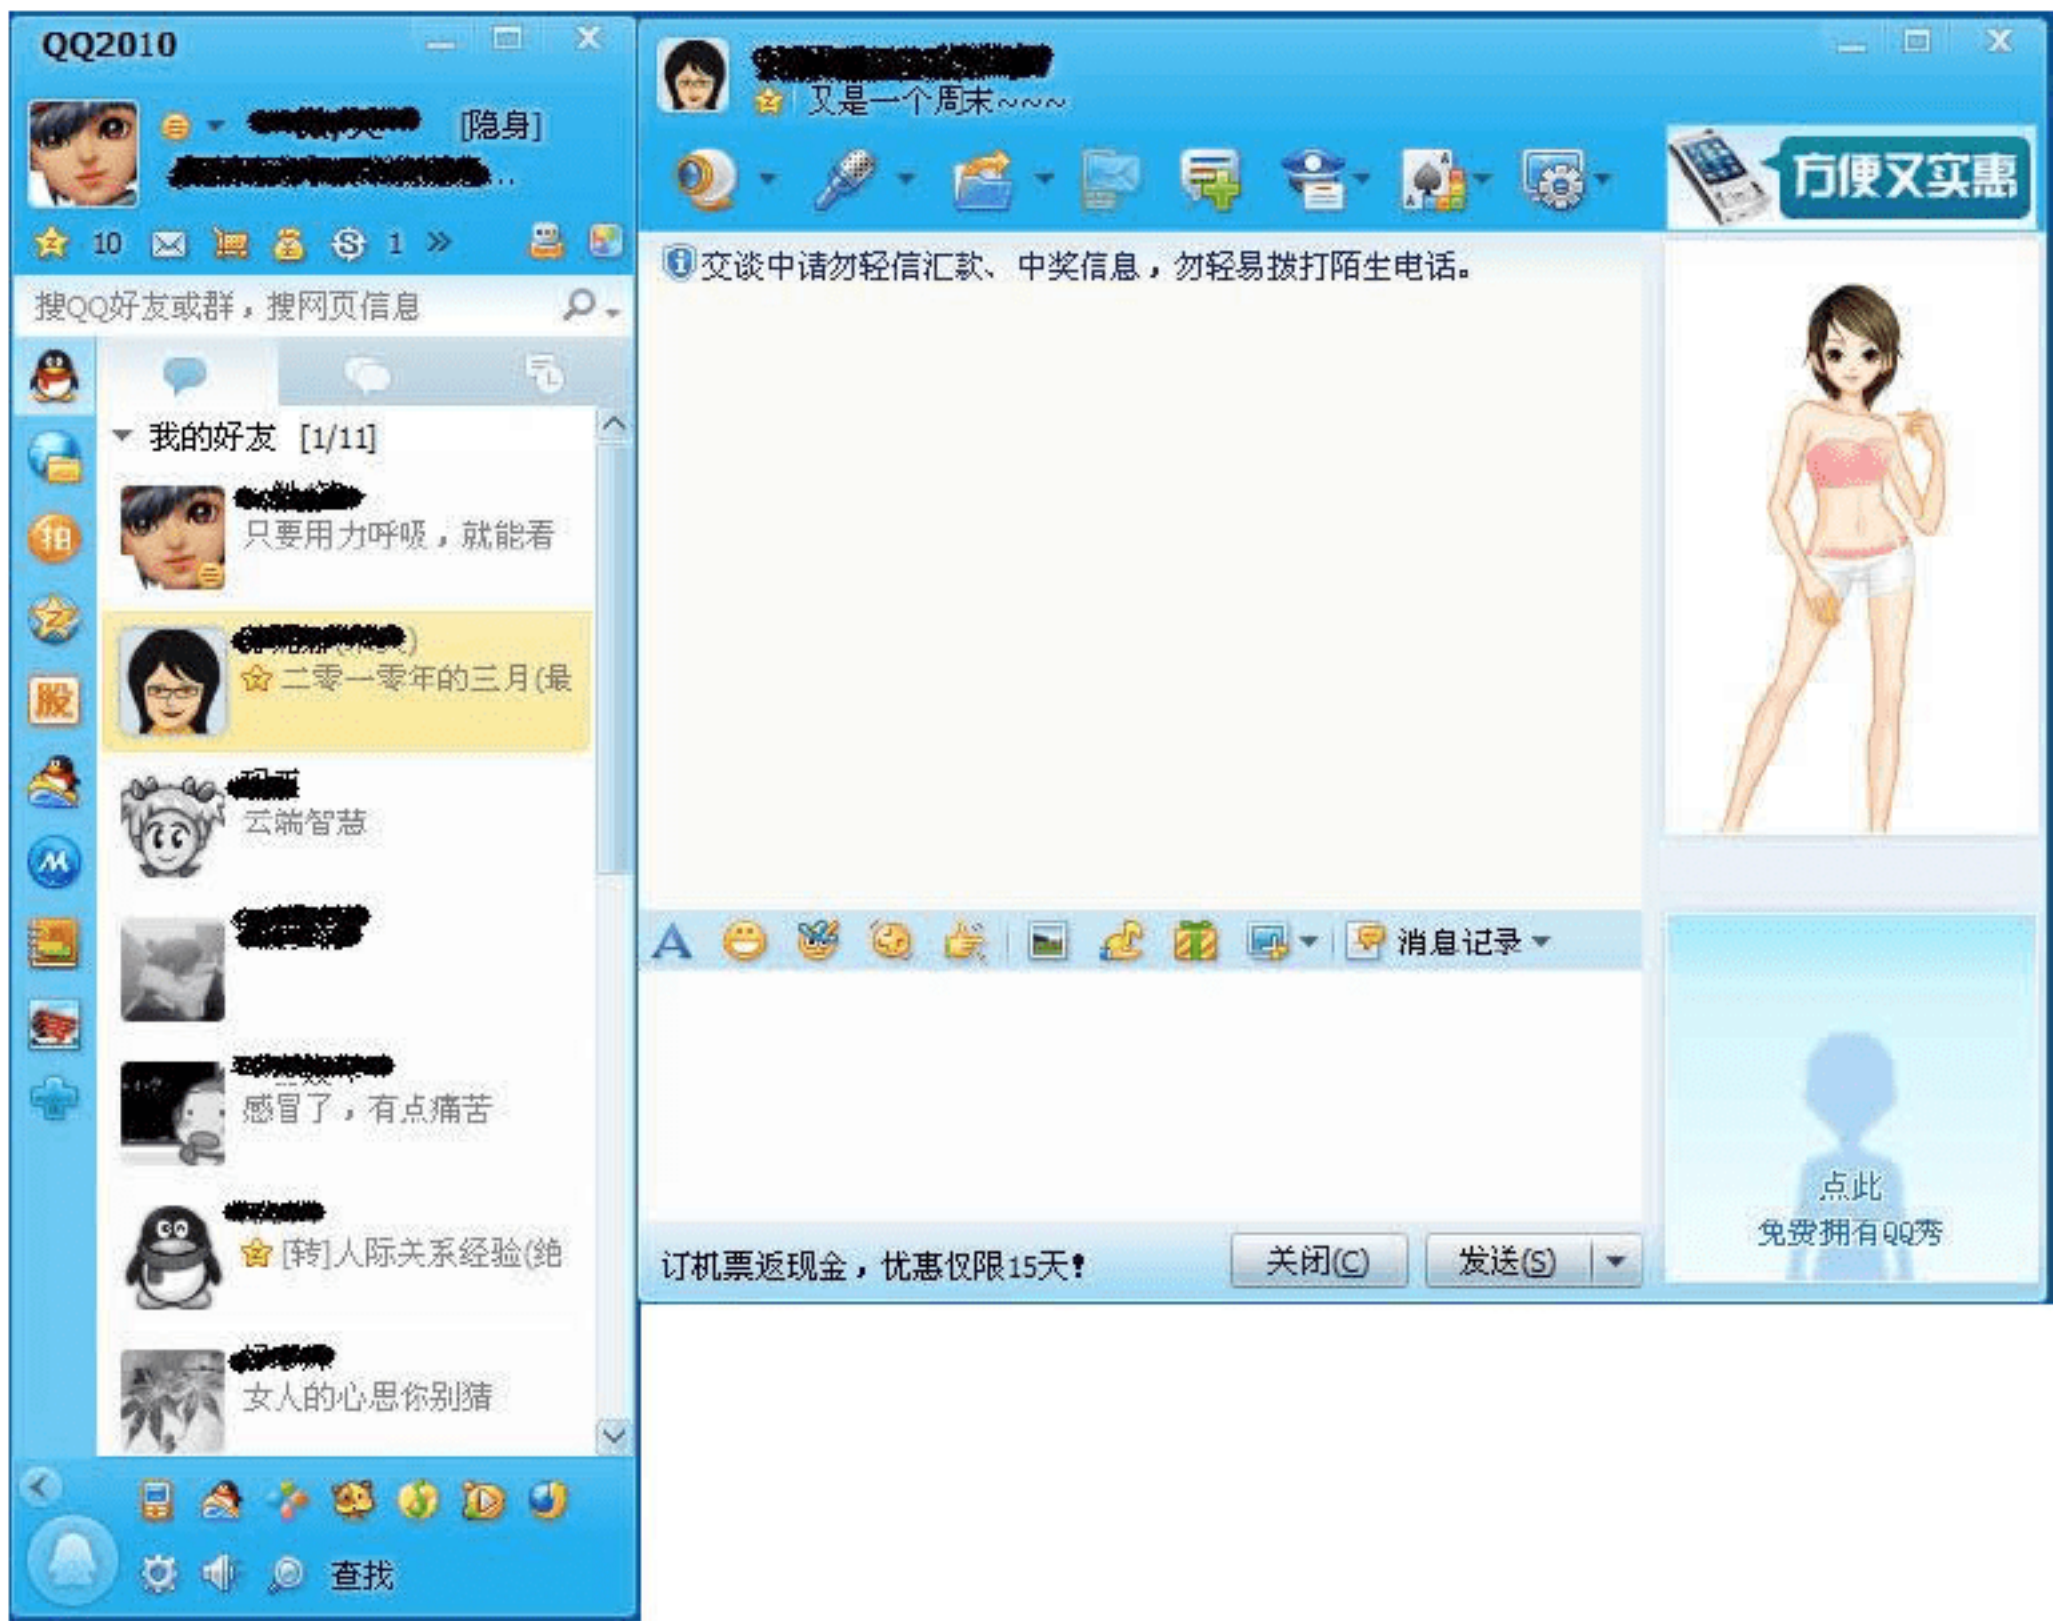 QQ2010
[隐身]
10
1
搜QQ好友或群，搜网页信息
我的好友 [1/11]
只要用力呼吸，就能看
二零一零年的三月(最
云端智慧
感冒了，有点痛苦
[转]人际关系经验(绝
女人的心思你别猜
查找
拍
股
又是一个周末~~~
方便又实惠
交谈中请勿轻信汇款、中奖信息，勿轻易拨打陌生电话。
消息记录
订机票返现金，优惠仅限15天！
关闭(C)
发送(S)
点此
免费拥有QQ秀